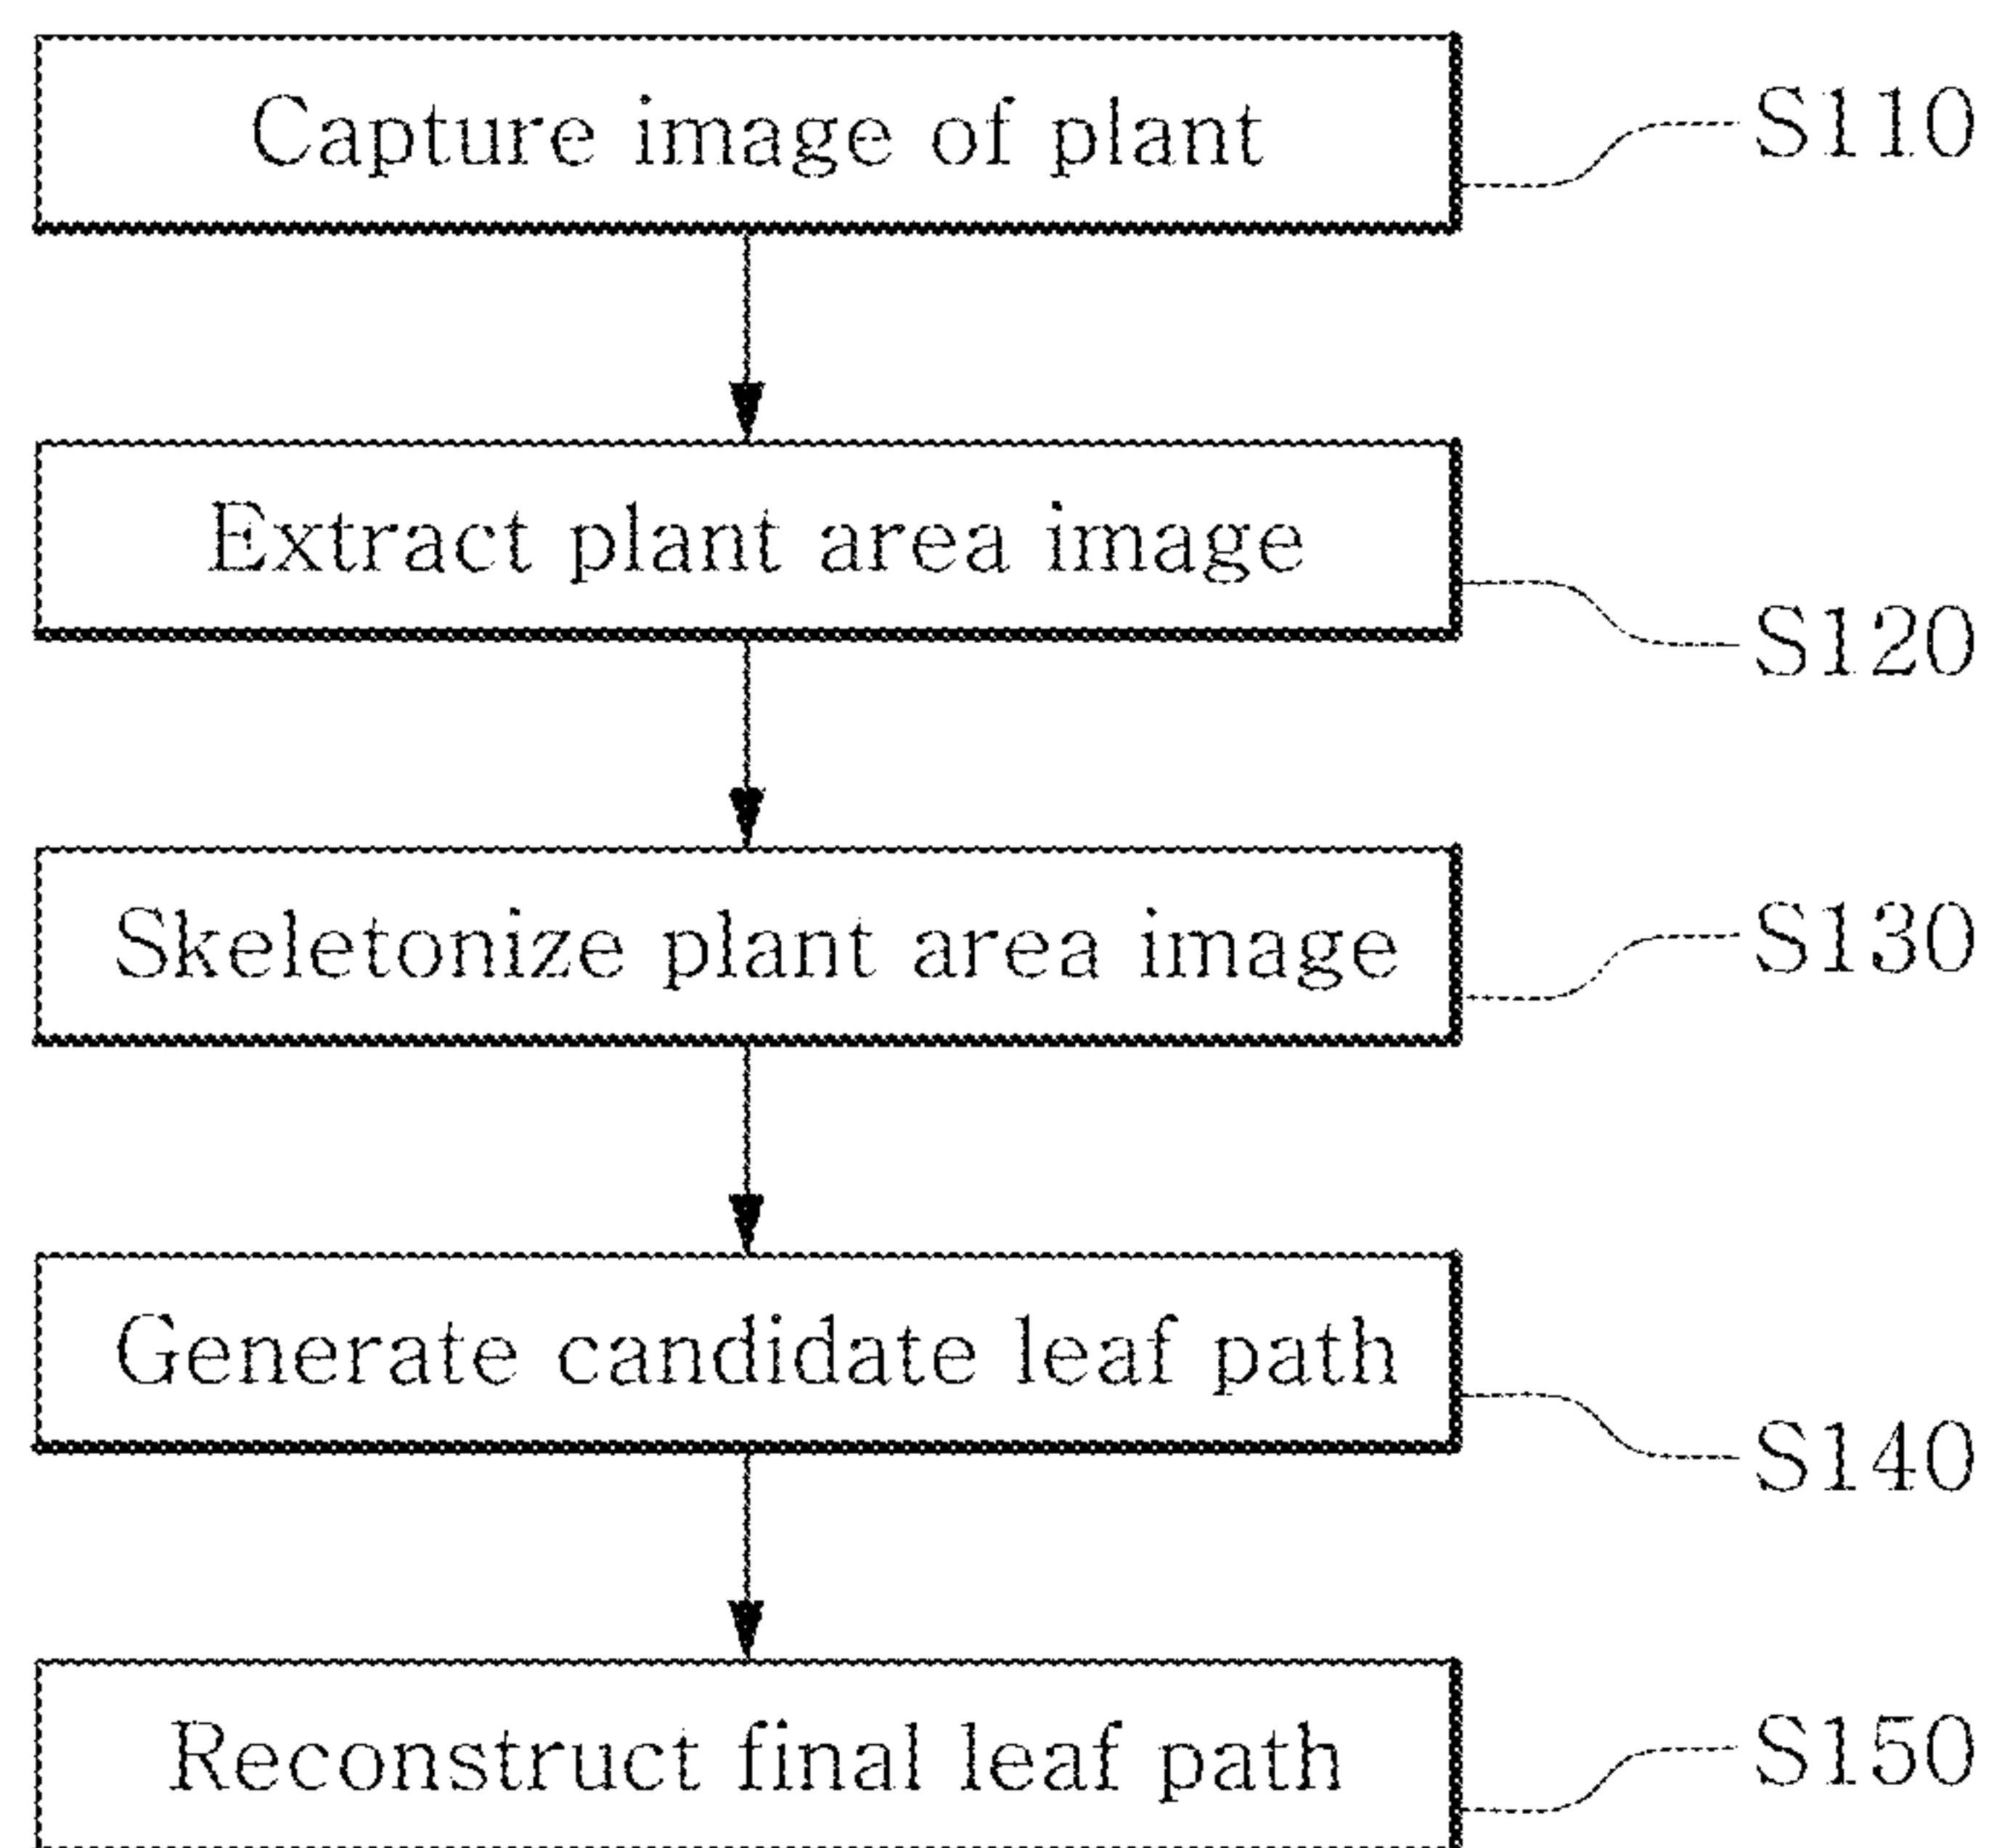 Capture image of plant
S110
Extract plant area image
S120
Skeletonize plant area image
S130
Generate candidate leaf path
S140
Reconstruct final leaf path
S150